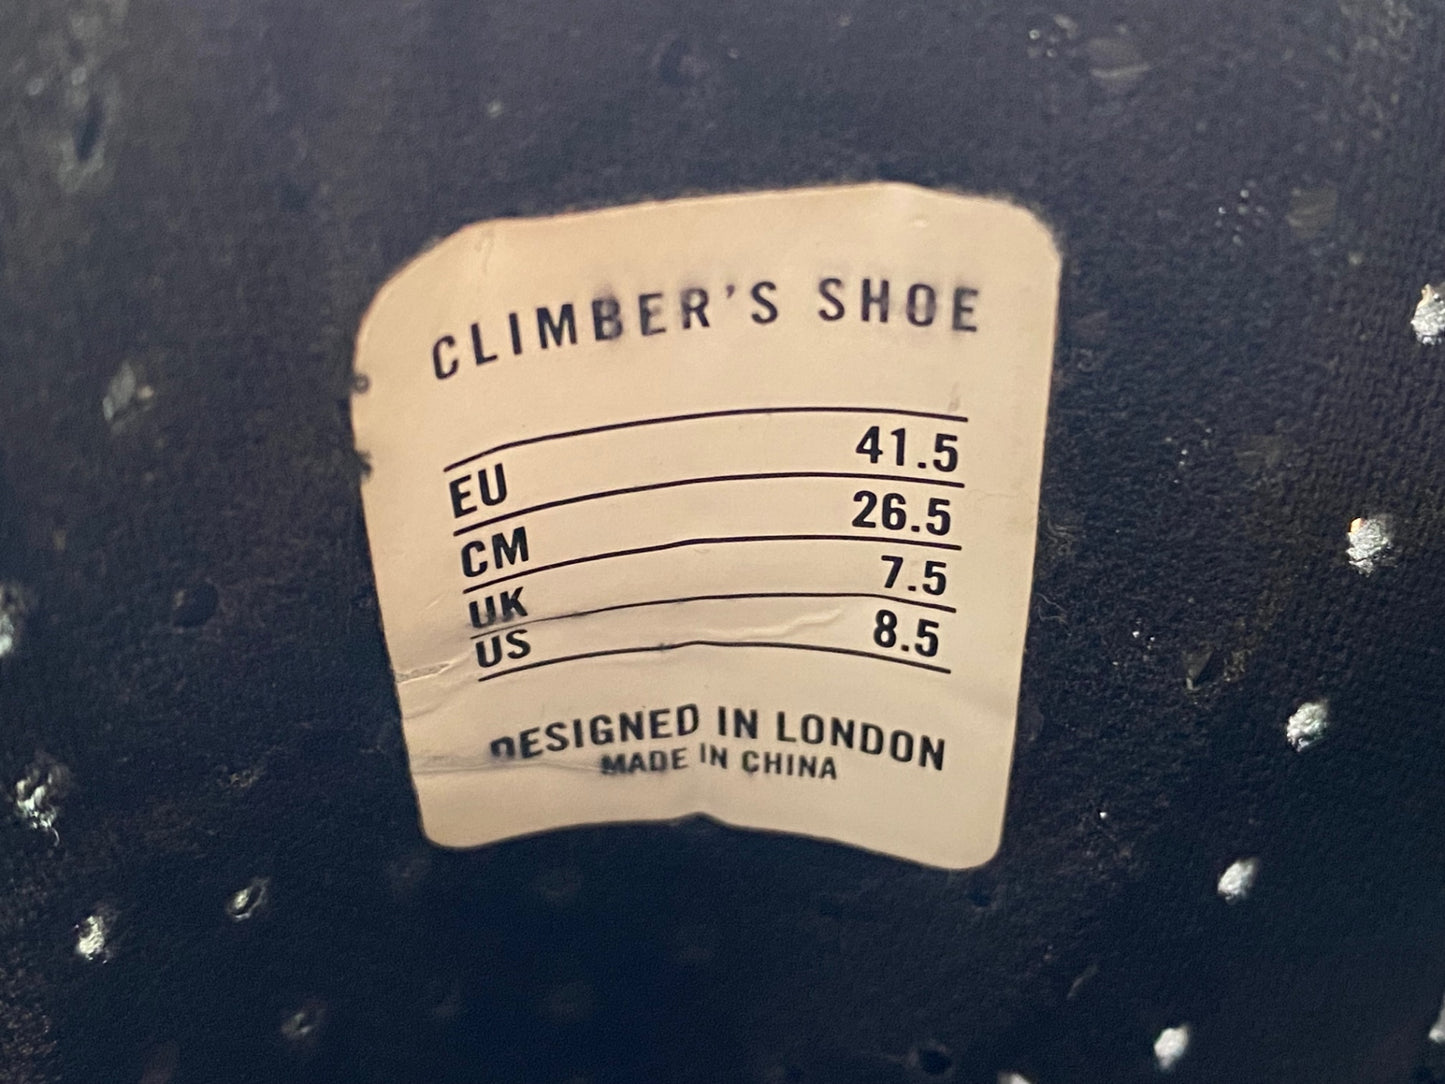 CLIMBER'S SHOE
EU 41.5
CM 26.5
UK 7.5
US 8.5
DESIGNED IN LONDON
MADE IN CHINA